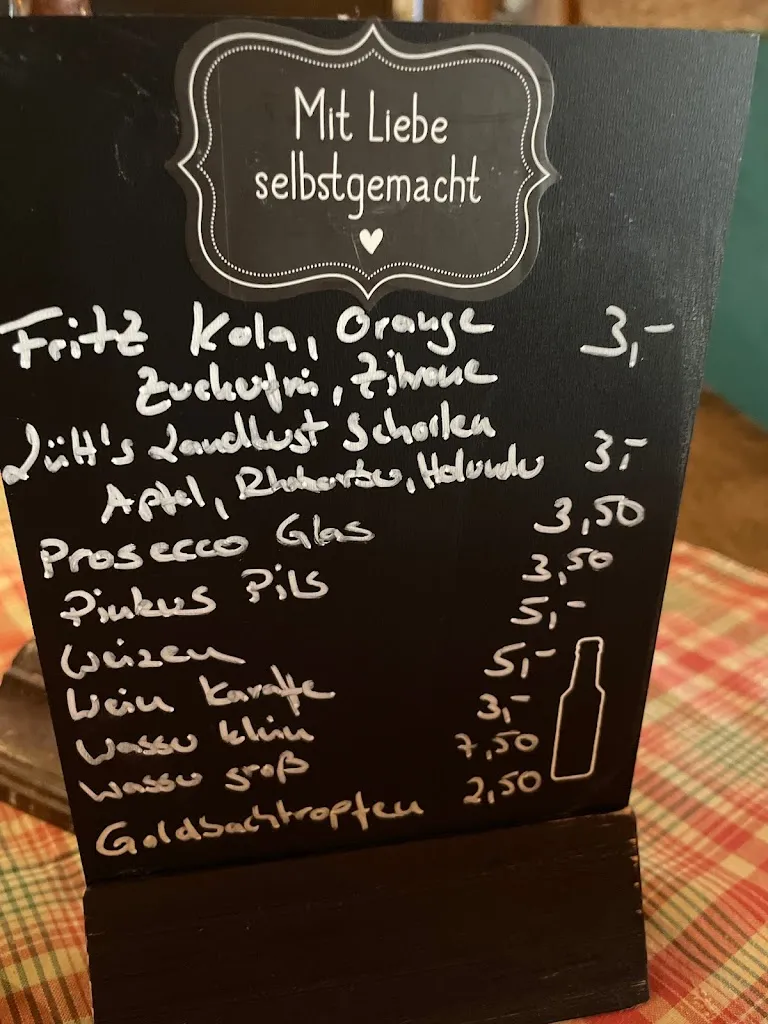 Mit Liebe
selbstgemacht
Fritz Kola, Orange 3,-
Zuckerfrei, Zitrone
Lütt's Landlust Schorlen
Apfel, Rhabarber, Holunder 3,-
Prosecco Glas 3,50
Pinkus Pils 3,50
Weizen 5,-
Wein Karaffe 5,-
Wasser klein 3,-
Wasser groß 7,50
Goldbachtropfen 2,50